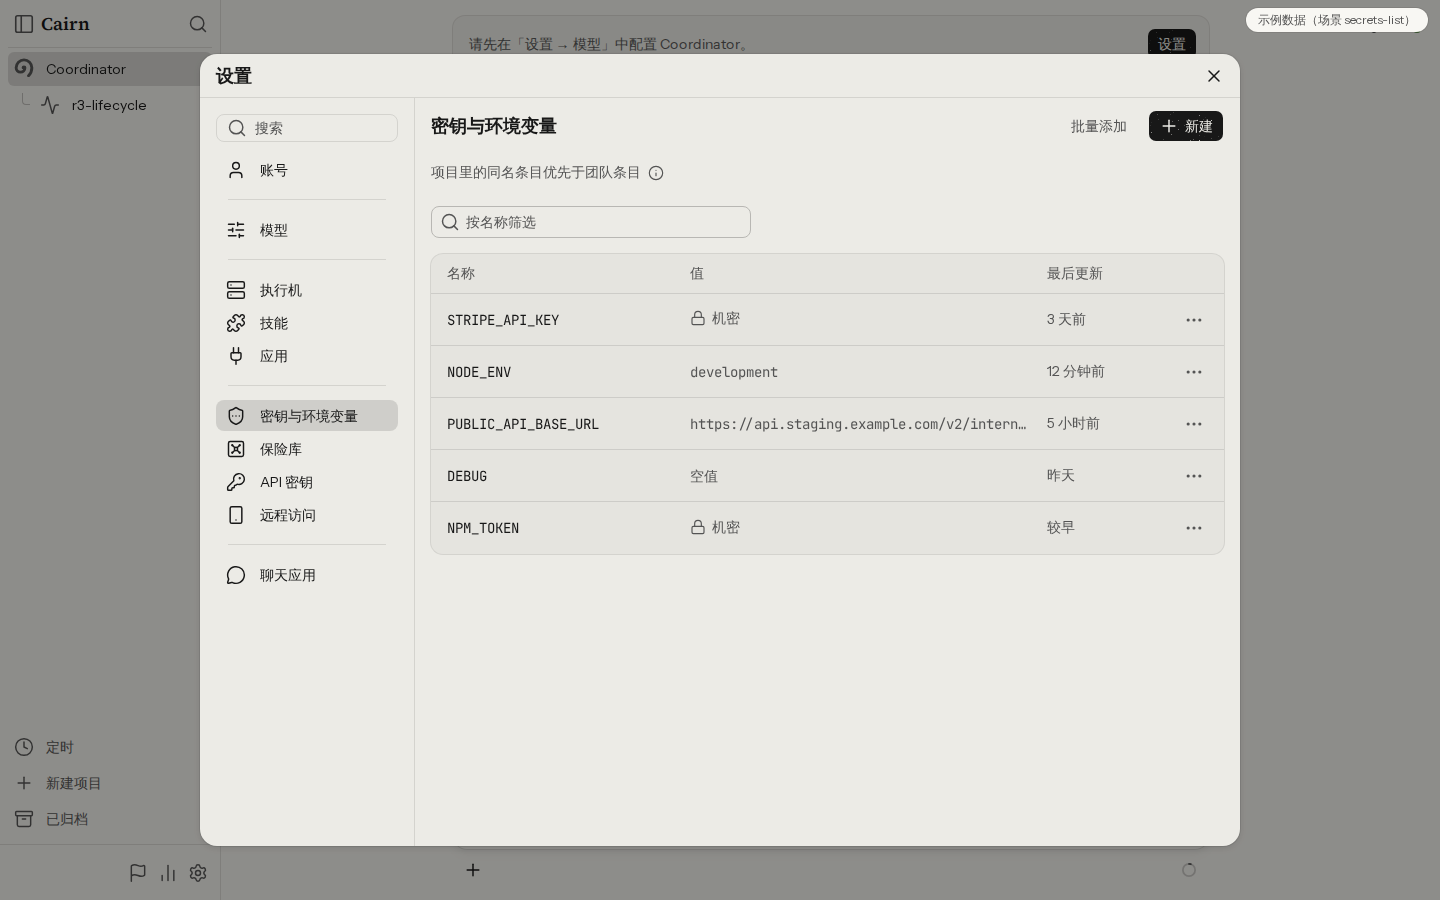 Cairn
Coordinator
r3-lifecycle
定时
新建项目
已归档
请先在「设置 → 模型」中配置 Coordinator。
设置
示例数据（场景 secrets-list）
设置
搜索
账号
模型
执行机
技能
应用
密钥与环境变量
保险库
API 密钥
远程访问
聊天应用
密钥与环境变量
批量添加
新建
项目里的同名条目优先于团队条目
按名称筛选
名称 值 最后更新
STRIPE_API_KEY 机密 3 天前
NODE_ENV development 12 分钟前
PUBLIC_API_BASE_URL https://api.staging.example.com/v2/intern… 5 小时前
DEBUG 空值 昨天
NPM_TOKEN 机密 较早